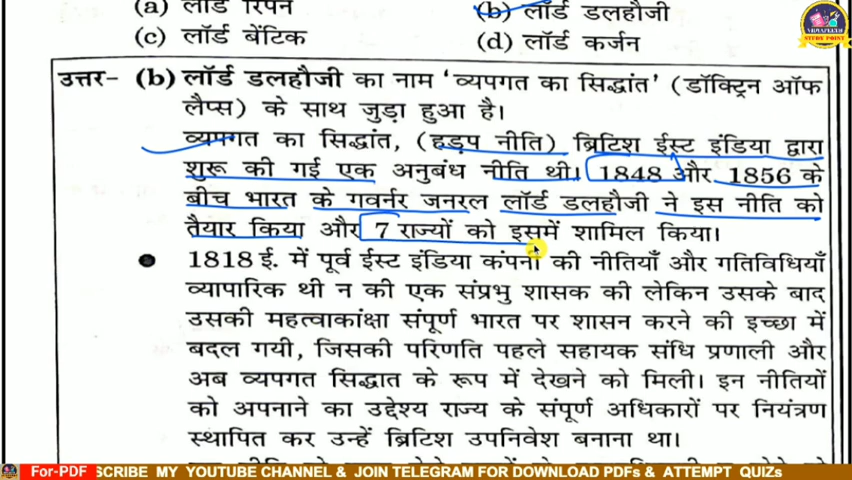 (a) लॉर्ड रिपन
(b) लॉर्ड डलहौजी
(c) लॉर्ड बेंटिक
(d) लॉर्ड कर्जन
उत्तर- (b) लॉर्ड डलहौजी का नाम 'व्यपगत का सिद्धांत' (डॉक्ट्रिन ऑफ
लैप्स) के साथ जुड़ा हुआ है।
व्यपगत का सिद्धांत, (हड़प नीति) ब्रिटिश ईस्ट इंडिया द्वारा
शुरू की गई एक अनुबंध नीति थी। 1848 और 1856 के
बीच भारत के गवर्नर जनरल लॉर्ड डलहौजी ने इस नीति को
तैयार किया और 7 राज्यों को इसमें शामिल किया।
● 1818 ई. में पूर्व ईस्ट इंडिया कंपनी की नीतियाँ और गतिविधियाँ
व्यापारिक थी न की एक संप्रभु शासक की लेकिन उसके बाद
उसकी महत्वाकांक्षा संपूर्ण भारत पर शासन करने की इच्छा में
बदल गयी, जिसकी परिणति पहले सहायक संधि प्रणाली और
अब व्यपगत सिद्धात के रूप में देखने को मिली। इन नीतियों
को अपनाने का उद्देश्य राज्य के संपूर्ण अधिकारों पर नियंत्रण
स्थापित कर उन्हें ब्रिटिश उपनिवेश बनाना था।
For-PDF SCRIBE MY YOUTUBE CHANNEL & JOIN TELEGRAM FOR DOWNLOAD PDFs & ATTEMPT QUIZs